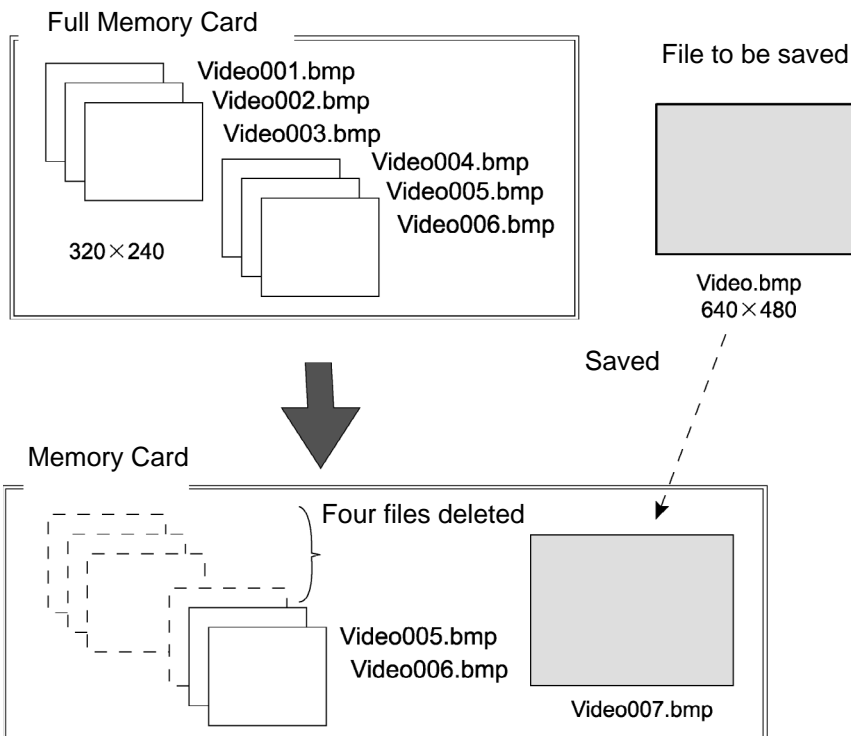 Full Memory Card
Video001.bmp
Video002.bmp
Video003.bmp
Video004.bmp
Video005.bmp
Video006.bmp
320×240
File to be saved
Video.bmp
640×480
Saved
Memory Card
Four files deleted
Video005.bmp
Video006.bmp
Video007.bmp